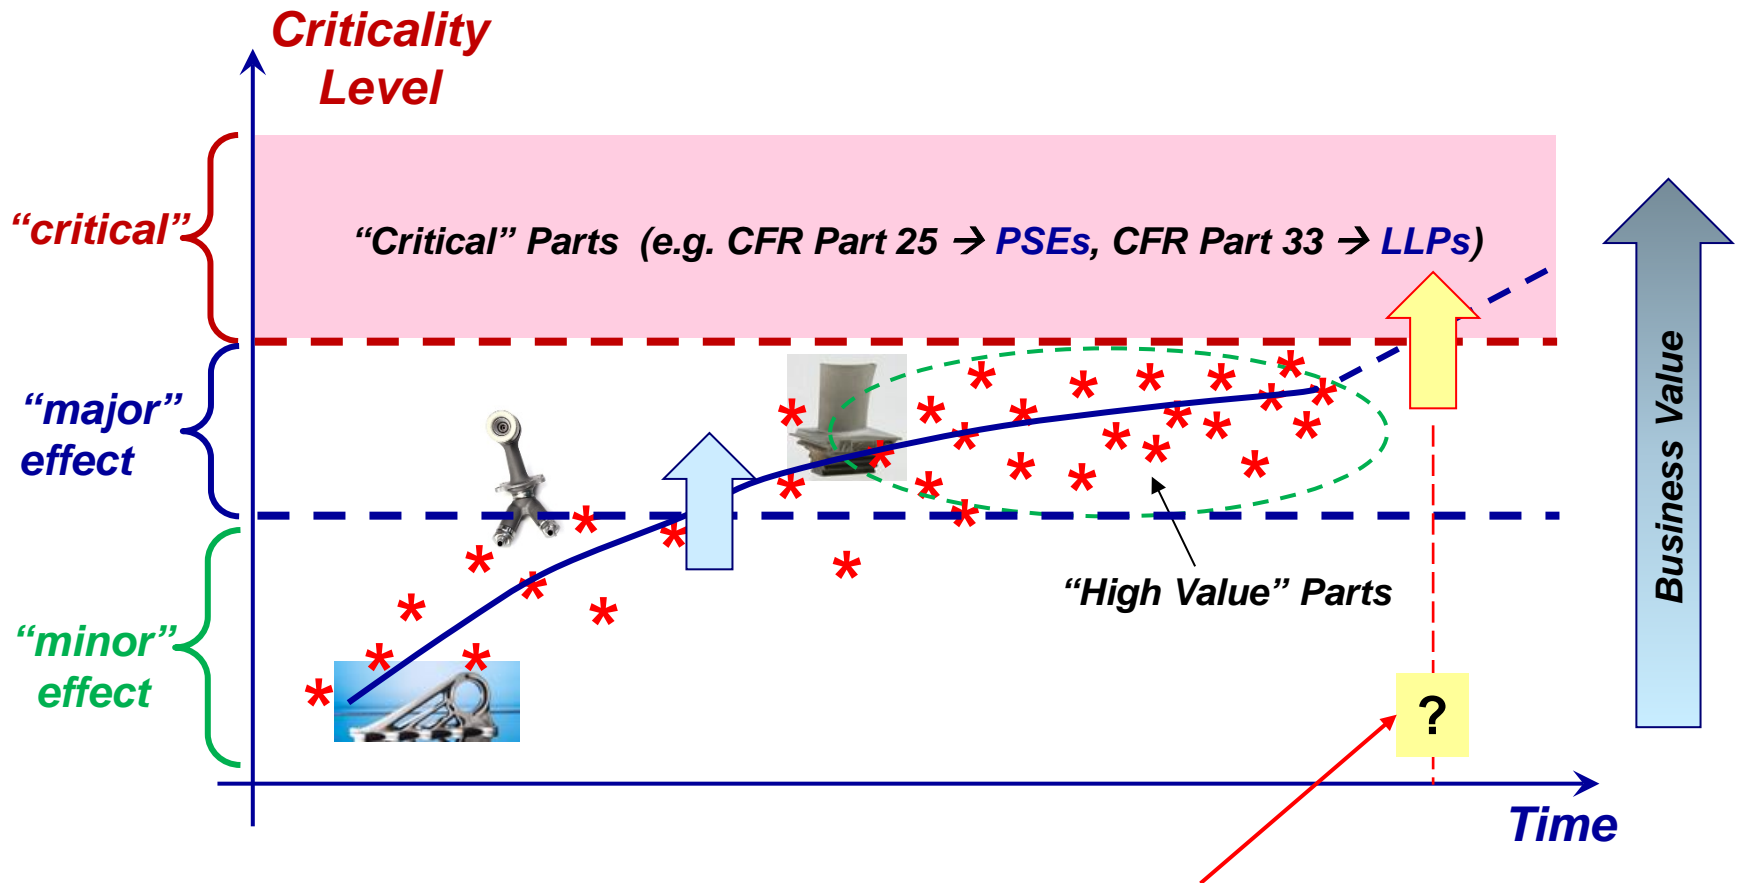 Criticality
Level
“critical”
“Critical” Parts (e.g. CFR Part 25 → PSEs, CFR Part 33 → LLPs)
“major”
effect
“High Value” Parts
“minor”
effect
?
Time
Business Value